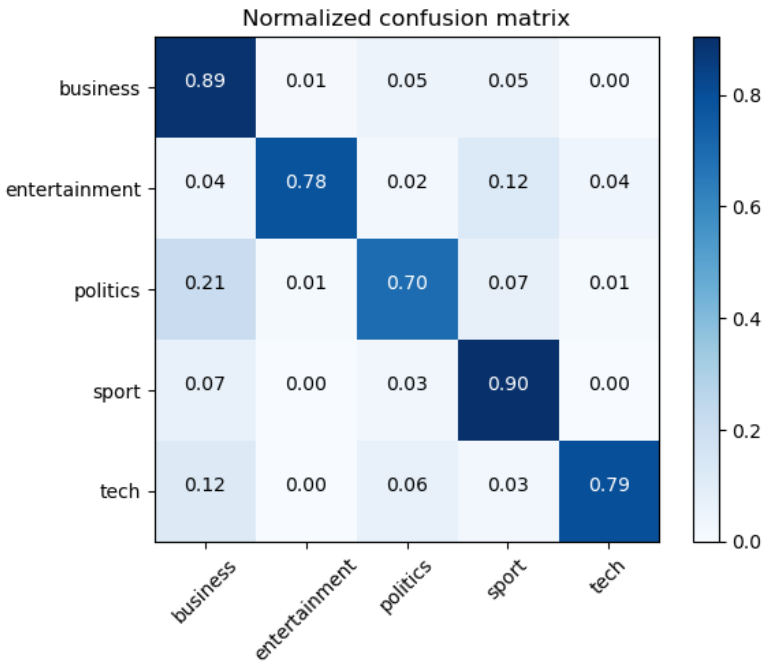 Normalized confusion matrix
business 0.89 0.01 0.05 0.05 0.00
entertainment 0.04 0.78 0.02 0.12 0.04
politics 0.21 0.01 0.70 0.07 0.01
sport 0.07 0.00 0.03 0.90 0.00
tech 0.12 0.00 0.06 0.03 0.79
business entertainment politics sport tech
0.8
0.6
0.4
0.2
0.0